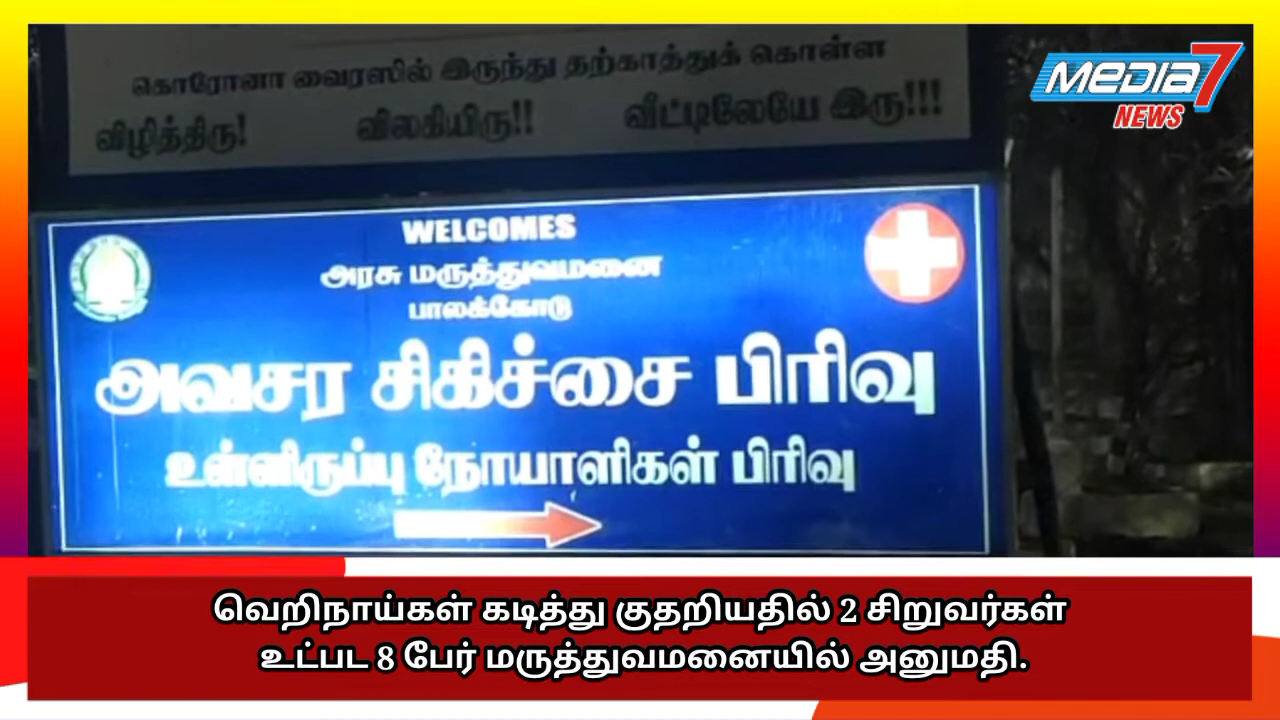 கொரோனா வைரஸில் இருந்து தற்காத்துக் கொள்ள
விழித்திரு! விலகியிரு!! வீட்டிலேயே இரு!!!
MEDIA 7
NEWS
WELCOMES
அரசு மருத்துவமனை
பாலக்கோடு
அவசர சிகிச்சை பிரிவு
உள்ளிருப்பு நோயாளிகள் பிரிவு
வெறிநாய்கள் கடித்து குதறியதில் 2 சிறுவர்கள்
உட்பட 8 பேர் மருத்துவமனையில் அனுமதி.